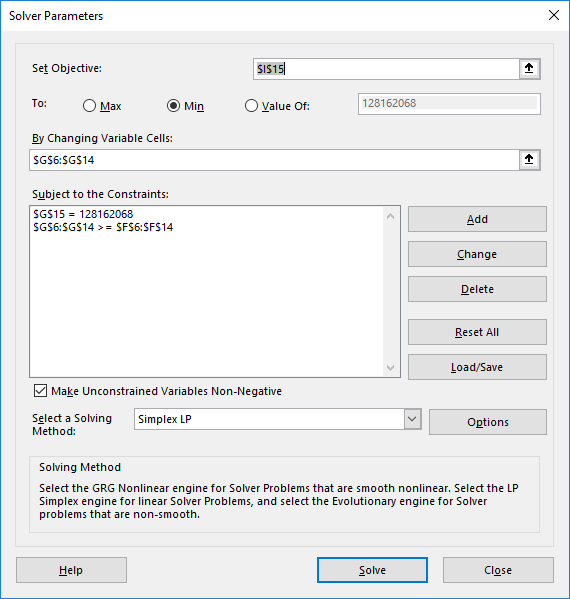 Solver Parameters
Set Objective:
$I$15
To:
Max
Min
Value Of:
128162068
By Changing Variable Cells:
$G$6:$G$14
Subject to the Constraints:
$G$15 = 128162068
$G$6:$G$14 >= $F$6:$F$14
Add
Change
Delete
Reset All
Load/Save
Make Unconstrained Variables Non-Negative
Select a Solving
Method:
Simplex LP
Options
Solving Method
Select the GRG Nonlinear engine for Solver Problems that are smooth nonlinear. Select the LP
Simplex engine for linear Solver Problems, and select the Evolutionary engine for Solver
problems that are non-smooth.
Help
Solve
Close